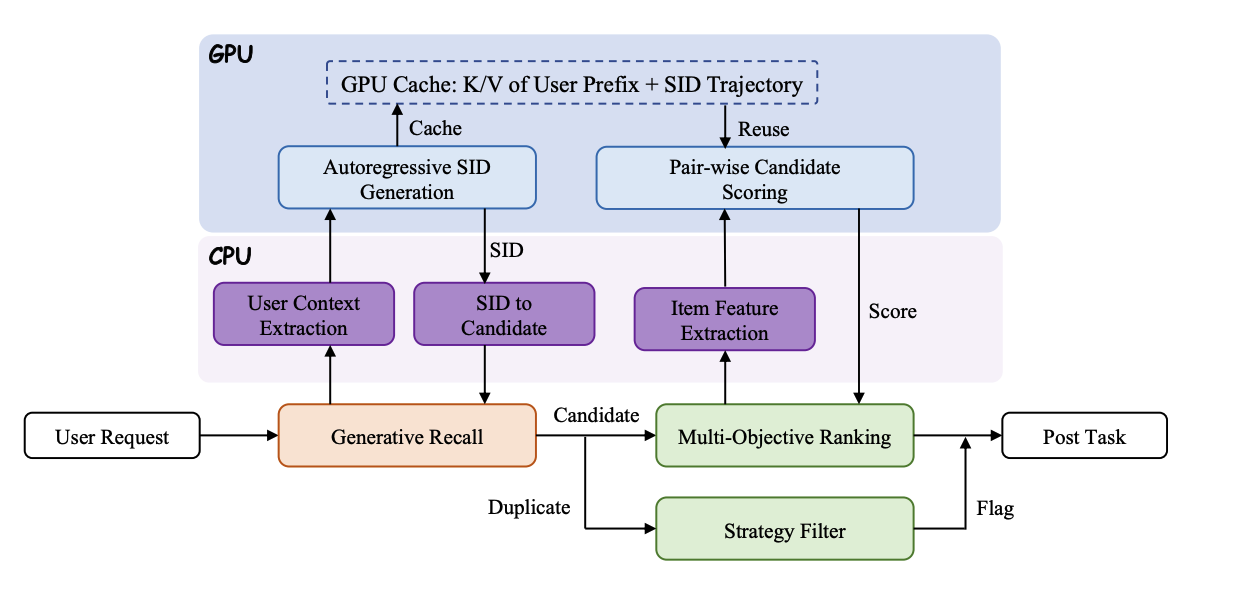 GPU
GPU Cache: K/V of User Prefix + SID Trajectory
Cache
Reuse
Autoregressive SID
Generation
Pair-wise Candidate
Scoring
CPU
SID
User Context
Extraction
SID to
Candidate
Item Feature
Extraction
Score
User Request
Generative Recall
Candidate
Multi-Objective Ranking
Post Task
Duplicate
Strategy Filter
Flag